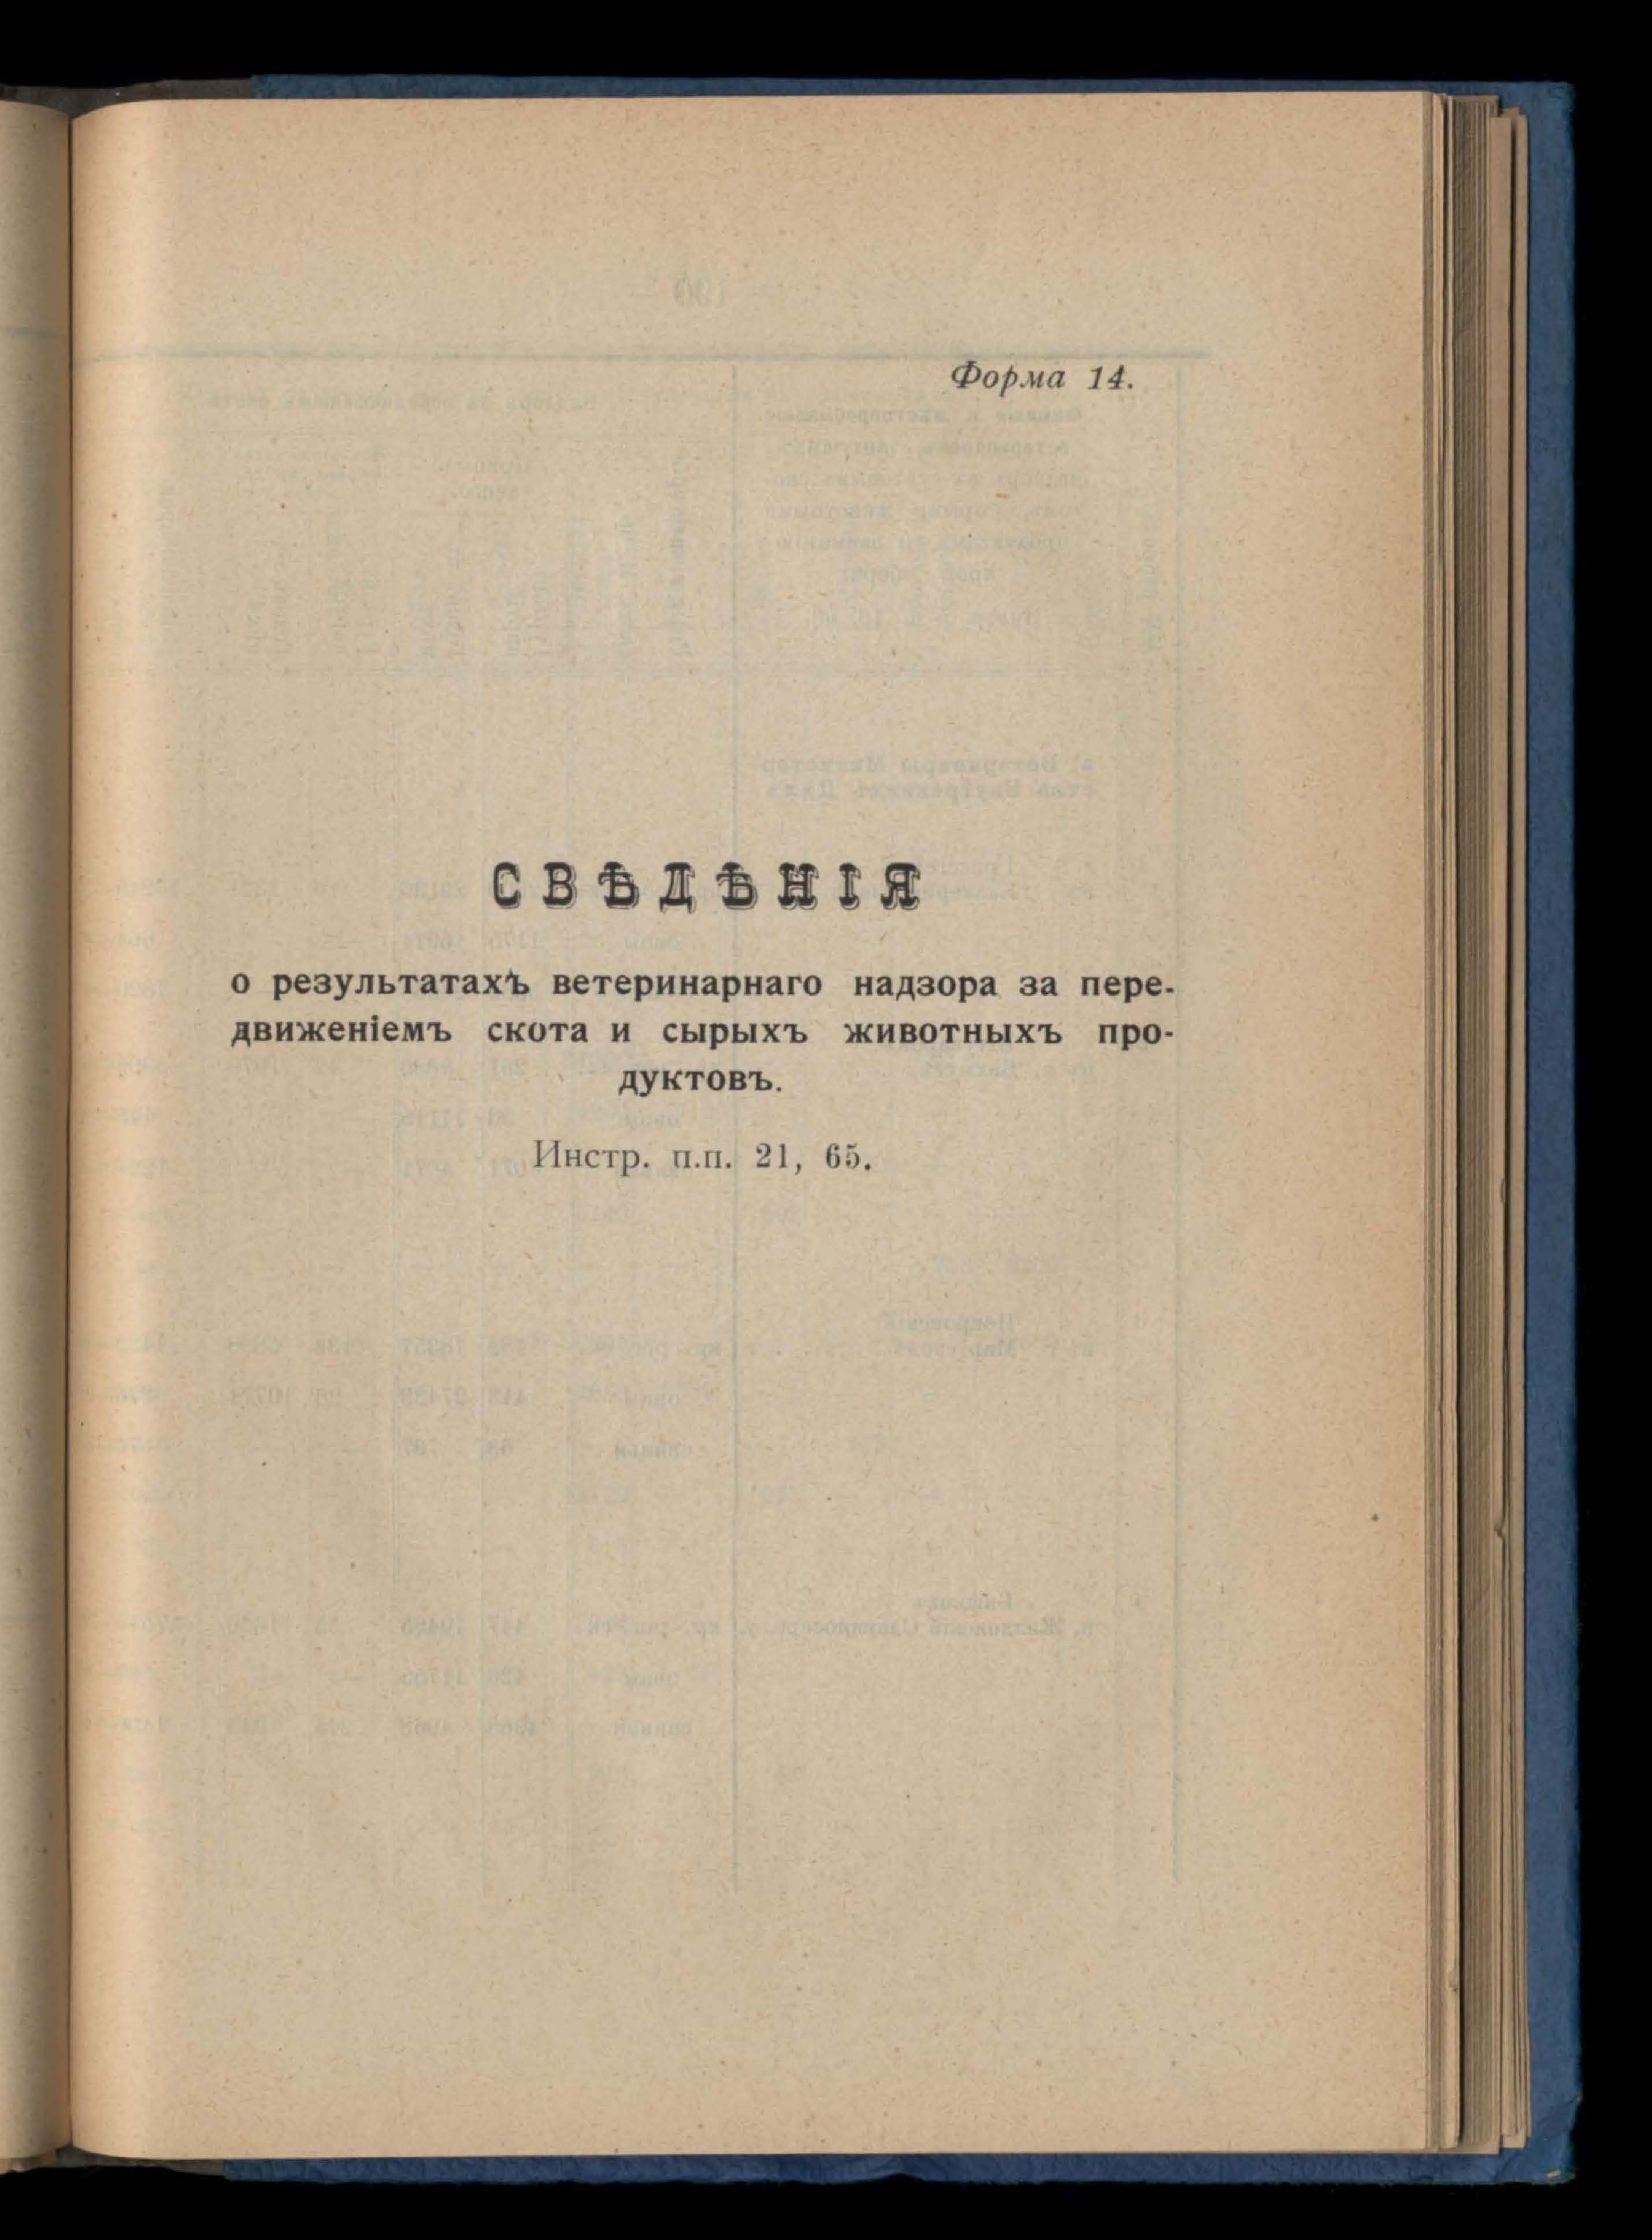 Форма 14.
СВѢДѢНІЯ
о результатахъ ветеринарнаго надзора за пере-
движеніемъ скота и сырыхъ животныхъ про-
дуктовъ.
Инстр. п.п. 21, 65.